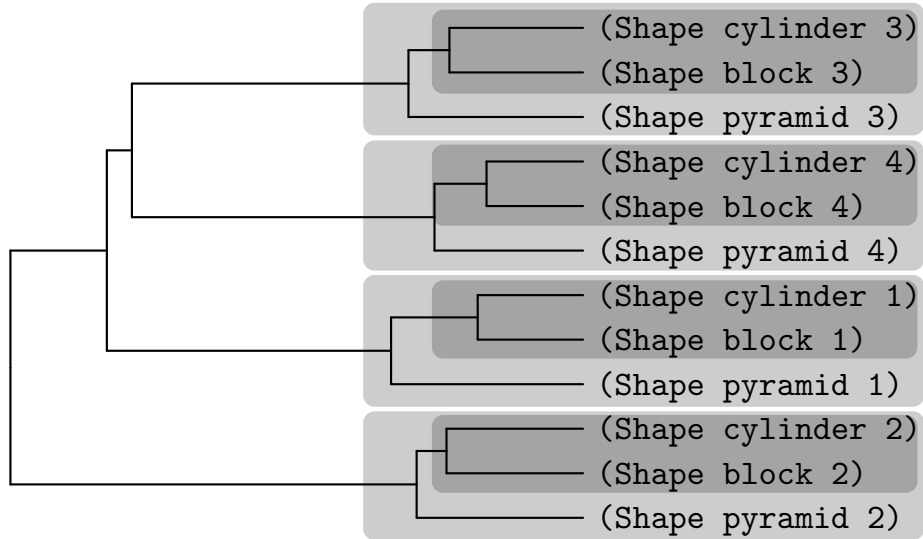 (Shape cylinder 3)
(Shape block 3)
(Shape pyramid 3)
(Shape cylinder 4)
(Shape block 4)
(Shape pyramid 4)
(Shape cylinder 1)
(Shape block 1)
(Shape pyramid 1)
(Shape cylinder 2)
(Shape block 2)
(Shape pyramid 2)